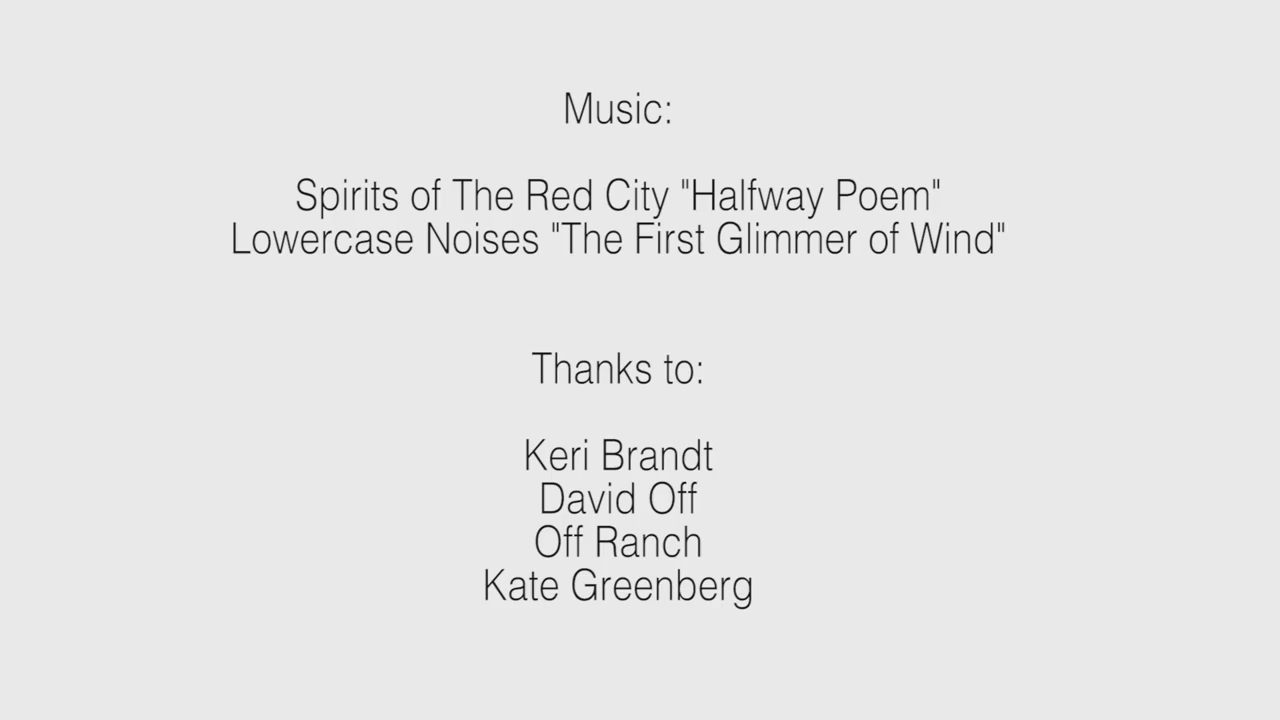 Music:
Spirits of The Red City "Halfway Poem"
Lowercase Noises "The First Glimmer of Wind"
Thanks to:
Keri Brandt
David Off
Off Ranch
Kate Greenberg